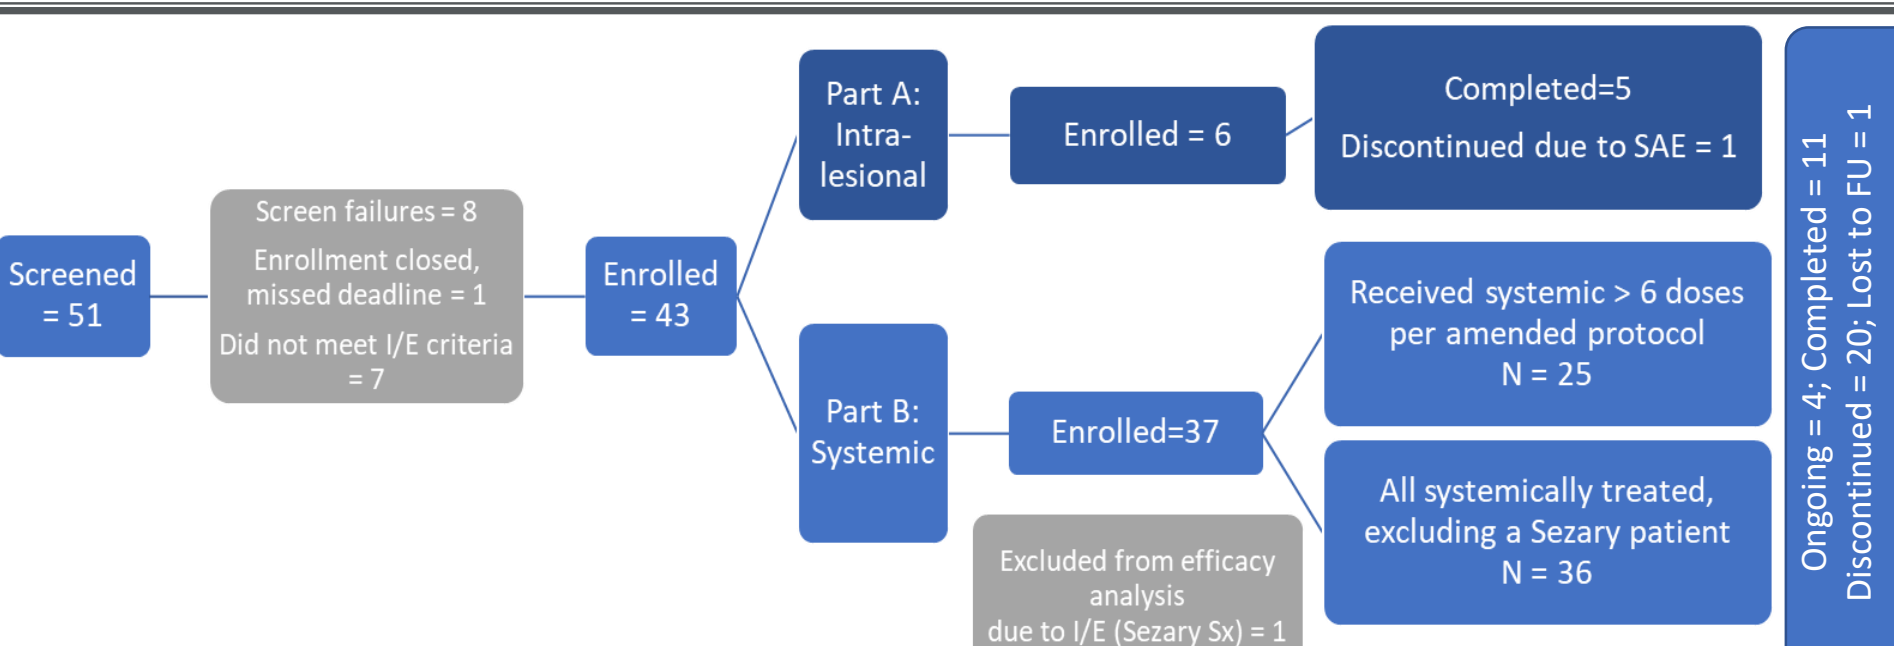 Screened
= 51
Screen failures = 8
Enrollment closed,
missed deadline = 1
Did not meet I/E criteria
= 7
Enrolled
= 43
Part A:
Intra-
lesional
Enrolled = 6
Completed=5
Discontinued due to SAE = 1
Part B:
Systemic
Enrolled=37
Excluded from efficacy
analysis
due to I/E (Sezary Sx) = 1
Received systemic > 6 doses
per amended protocol
N = 25
All systemically treated,
excluding a Sezary patient
N = 36
Ongoing = 4; Completed = 11
Discontinued = 20; Lost to FU = 1